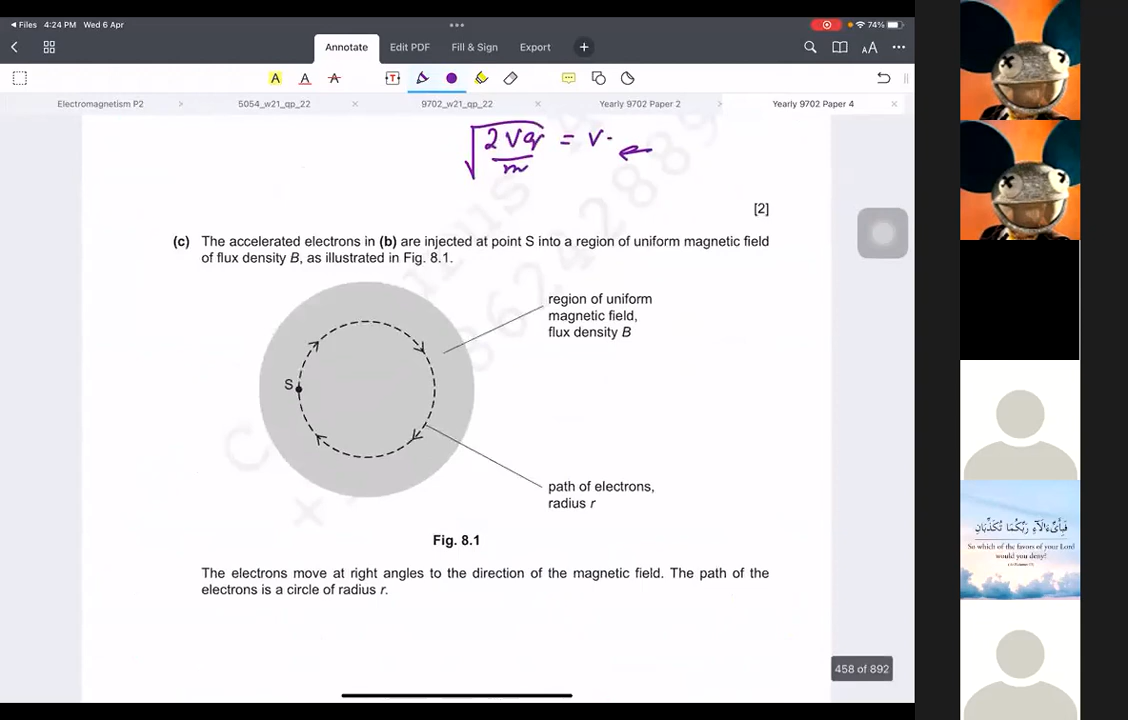 Files 4:24 PM Wed 6 Apr
74%
Annotate Edit PDF Fill & Sign Export
A A A T
AA
Electromagnetism P2 5054_w21_qp_22 9702_w21_qp_22 Yearly 9702 Paper 2 Yearly 9702 Paper 4
√(2Vq/m) = v
[2]
(c) The accelerated electrons in (b) are injected at point S into a region of uniform magnetic field
of flux density B, as illustrated in Fig. 8.1.
region of uniform
magnetic field,
flux density B
S
path of electrons,
radius r
Fig. 8.1
The electrons move at right angles to the direction of the magnetic field. The path of the
electrons is a circle of radius r.
458 of 892
فَبِأَيِّ ءَالَآءِ رَبِّكُمَا تُكَذِّبَانِ
So which of the favors of your Lord
would you deny?